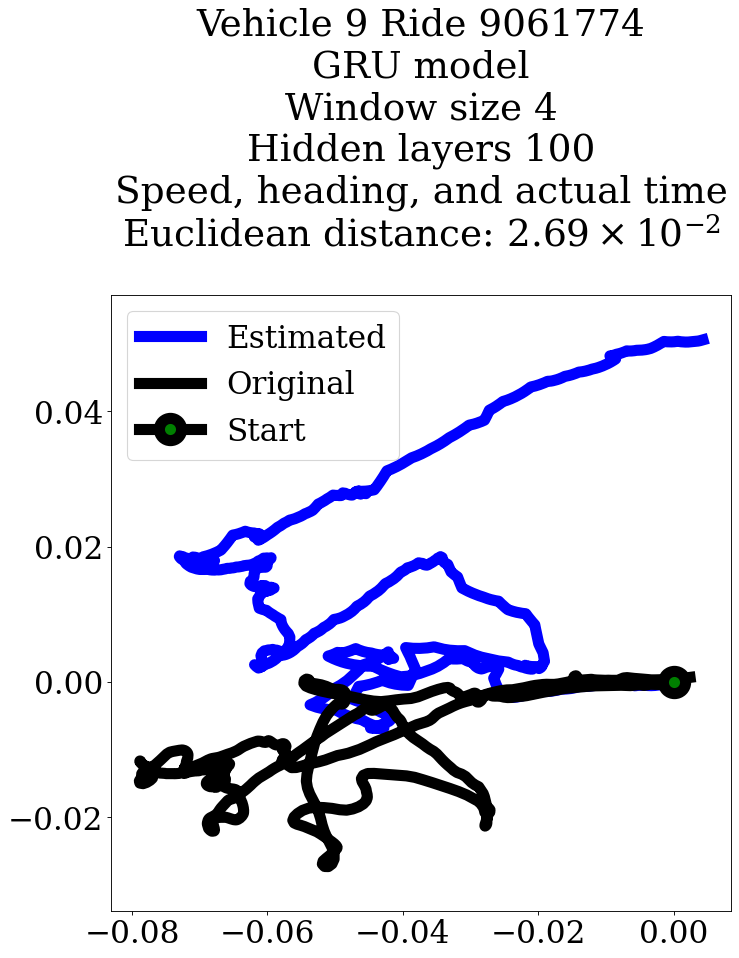 Vehicle 9 Ride 9061774
GRU model
Window size 4
Hidden layers 100
Speed, heading, and actual time
Euclidean distance: 2.69 × 10⁻²
Estimated
Original
Start
0.04
0.02
0.00
−0.02
−0.08 −0.06 −0.04 −0.02 0.00